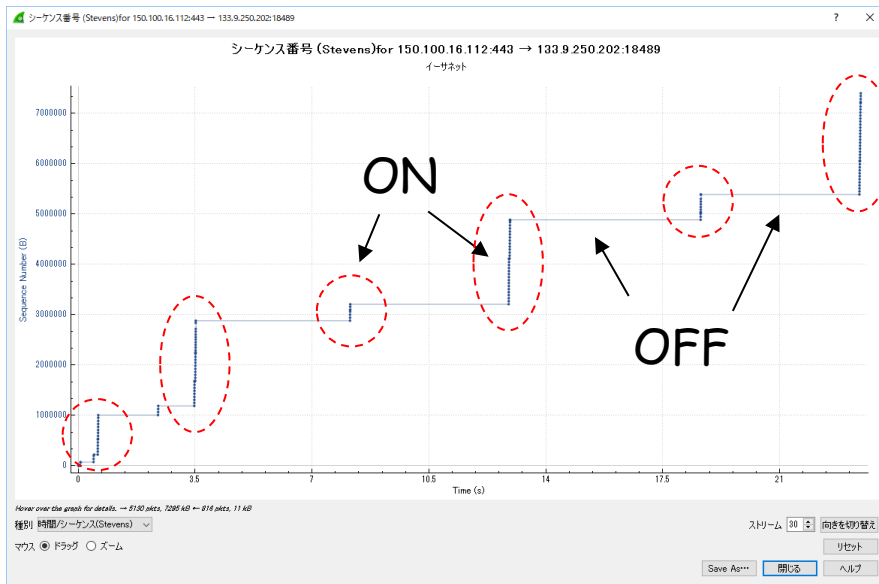 シーケンス番号 (Stevens)for 150.100.16.112:443 → 133.9.250.202:18489
? ×
シーケンス番号 (Stevens)for 150.100.16.112:443 → 133.9.250.202:18489
イーサネット
Sequence Number (B)
7000000
6000000
5000000
4000000
3000000
2000000
1000000
0
ON
OFF
0 3.5 7 10.5 14 17.5 21
Time (s)
Hover over the graph for details. → 5130 pkts, 7295 kB ← 818 pkts, 11 kB
種別 時間/シーケンス(Stevens) ストリーム 30 向きを切り替え
マウス ドラッグ ズーム リセット
Save As… 閉じる ヘルプ